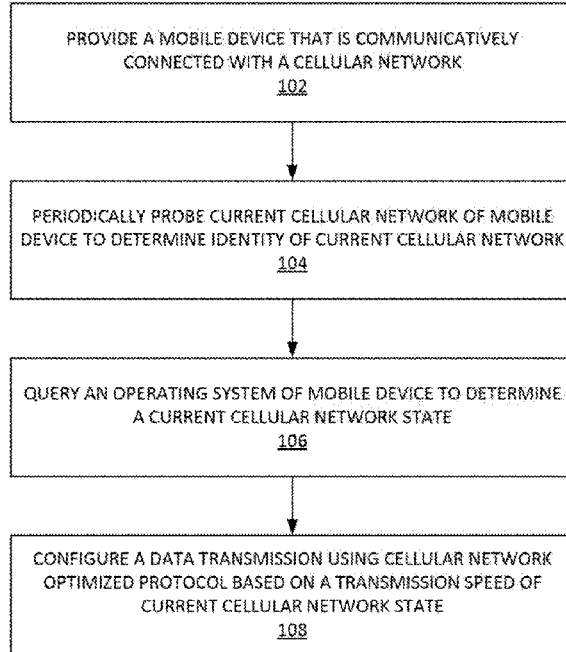 PROVIDE A MOBILE DEVICE THAT IS COMMUNICATIVELY
CONNECTED WITH A CELLULAR NETWORK
102
PERIODICALLY PROBE CURRENT CELLULAR NETWORK OF MOBILE
DEVICE TO DETERMINE IDENTITY OF CURRENT CELLULAR NETWORK
104
QUERY AN OPERATING SYSTEM OF MOBILE DEVICE TO DETERMINE
A CURRENT CELLULAR NETWORK STATE
106
CONFIGURE A DATA TRANSMISSION USING CELLULAR NETWORK
OPTIMIZED PROTOCOL BASED ON A TRANSMISSION SPEED OF
CURRENT CELLULAR NETWORK STATE
108